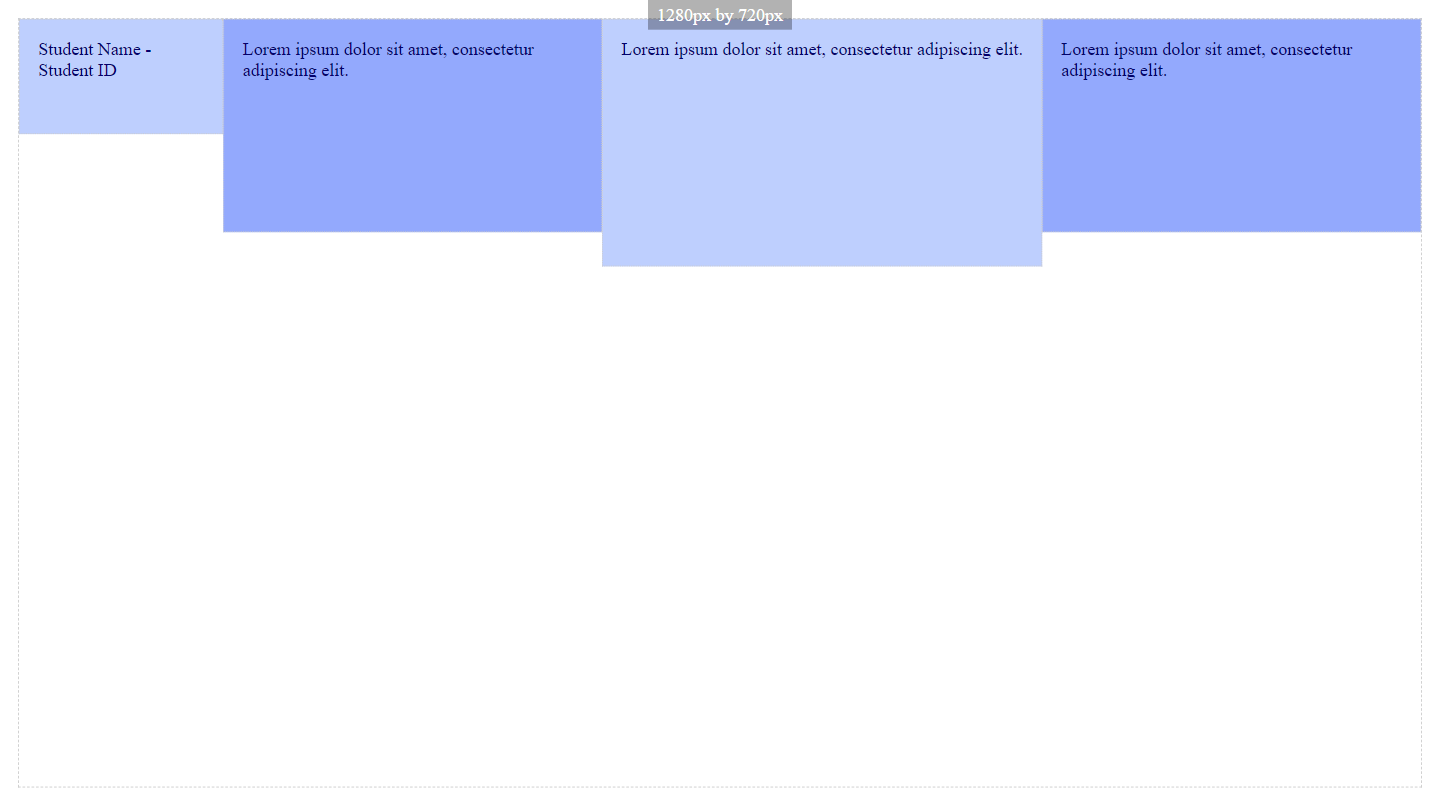 1280px by 720px
Student Name -
Student ID
Lorem ipsum dolor sit amet, consectetur
adipiscing elit.
Lorem ipsum dolor sit amet, consectetur adipiscing elit.
Lorem ipsum dolor sit amet, consectetur
adipiscing elit.